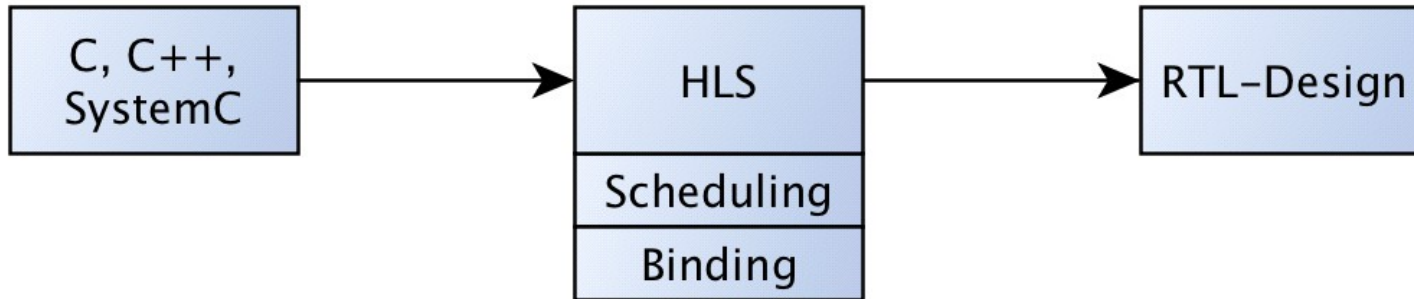 C, C++,
SystemC
HLS
Scheduling
Binding
RTL-Design